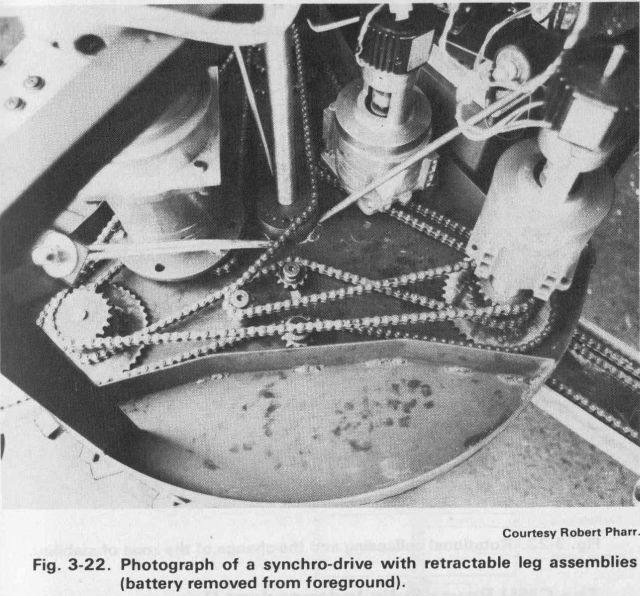 Courtesy Robert Pharr.
Fig. 3-22. Photograph of a synchro-drive with retractable leg assemblies
(battery removed from foreground).